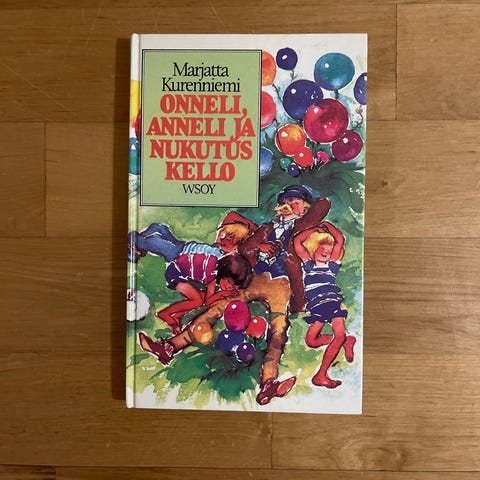 Marjatta
Kurenniemi
ONNELI,
ANNELI JA
NUKUTUS
KELLO
WSOY